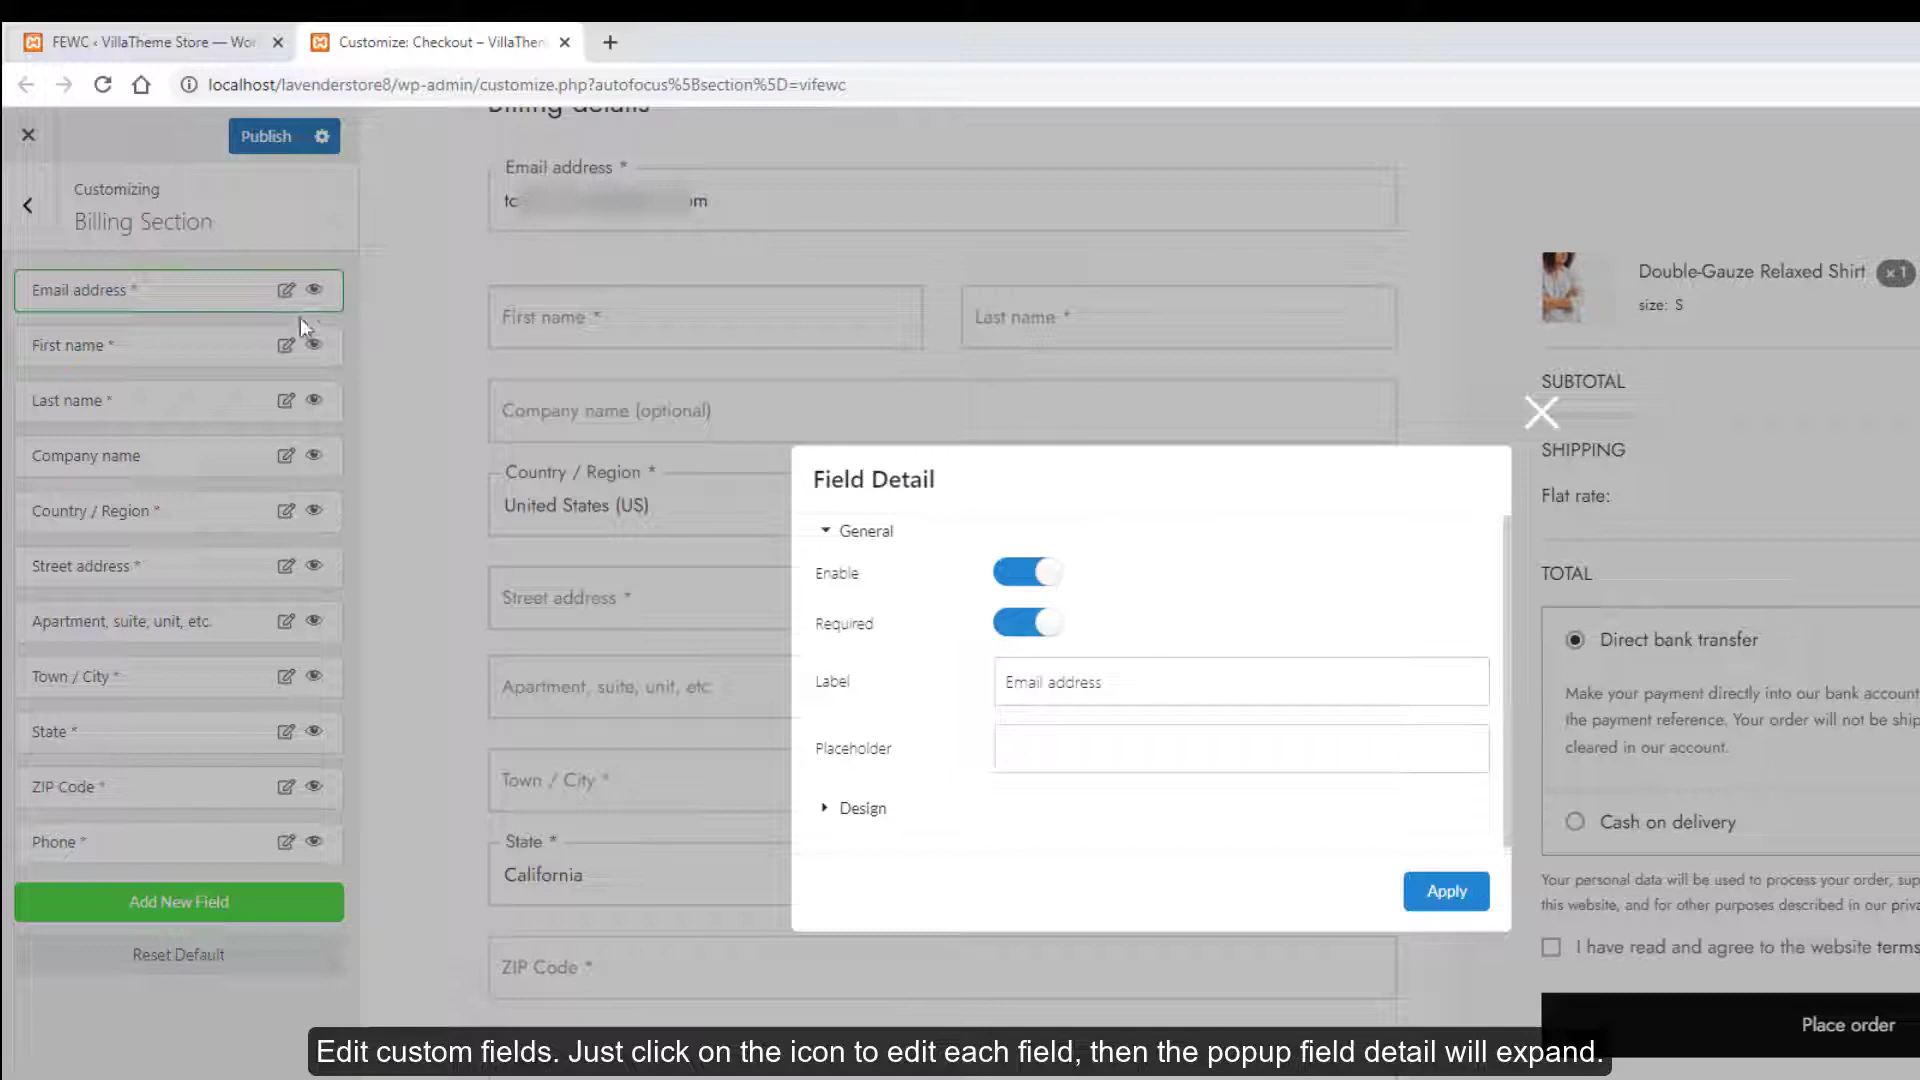 FEWC ‹ VillaTheme Store — Wor
Customize: Checkout – VillaThem
localhost/lavenderstore8/wp-admin/customize.php?autofocus%5Bsection%5D=vifewc
Publish
Customizing
Billing Section
Email address *
First name *
Last name *
Company name
Country / Region *
Street address *
Apartment, suite, unit, etc.
Town / City *
State *
ZIP Code *
Phone *
Add New Field
Reset Default
Billing details
Email address *
tc
om
First name *
Last name *
Company name (optional)
Country / Region *
United States (US)
Street address *
Apartment, suite, unit, etc.
Town / City *
State *
California
ZIP Code *
Field Detail
General
Enable
Required
Label
Email address
Placeholder
Design
Apply
Double-Gauze Relaxed Shirt × 1
size: S
SUBTOTAL
SHIPPING
Flat rate:
TOTAL
Direct bank transfer
Make your payment directly into our bank account
the payment reference. Your order will not be ship
cleared in our account.
Cash on delivery
Your personal data will be used to process your order, sup
this website, and for other purposes described in our priva
I have read and agree to the website terms
Place order
Edit custom fields. Just click on the icon to edit each field, then the popup field detail will expand.